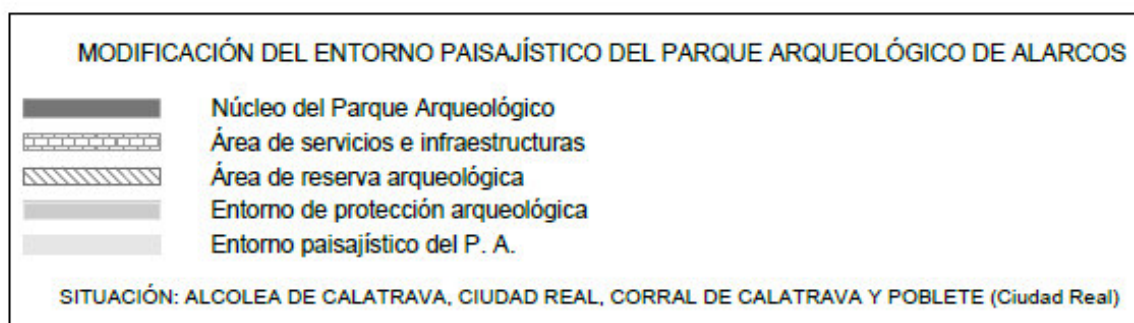 MODIFICACIÓN DEL ENTORNO PAISAJÍSTICO DEL PARQUE ARQUEOLÓGICO DE ALARCOS
Núcleo del Parque Arqueológico
Área de servicios e infraestructuras
Área de reserva arqueológica
Entorno de protección arqueológica
Entorno paisajístico del P. A.
SITUACIÓN: ALCOLEA DE CALATRAVA, CIUDAD REAL, CORRAL DE CALATRAVA Y POBLETE (Ciudad Real)